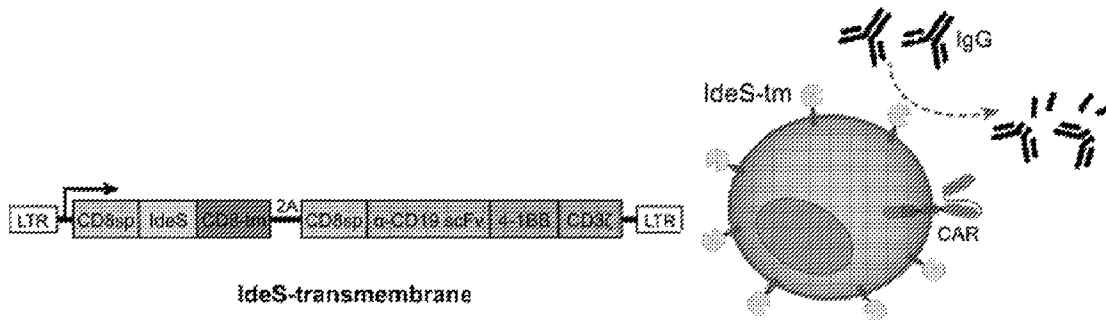 IgG
IdeS-tm
LTR CD8sp IdeS CD8-tm 2A CD8sp α-CD19 scFv 4-1BB CD3ζ LTR
CAR
IdeS-transmembrane